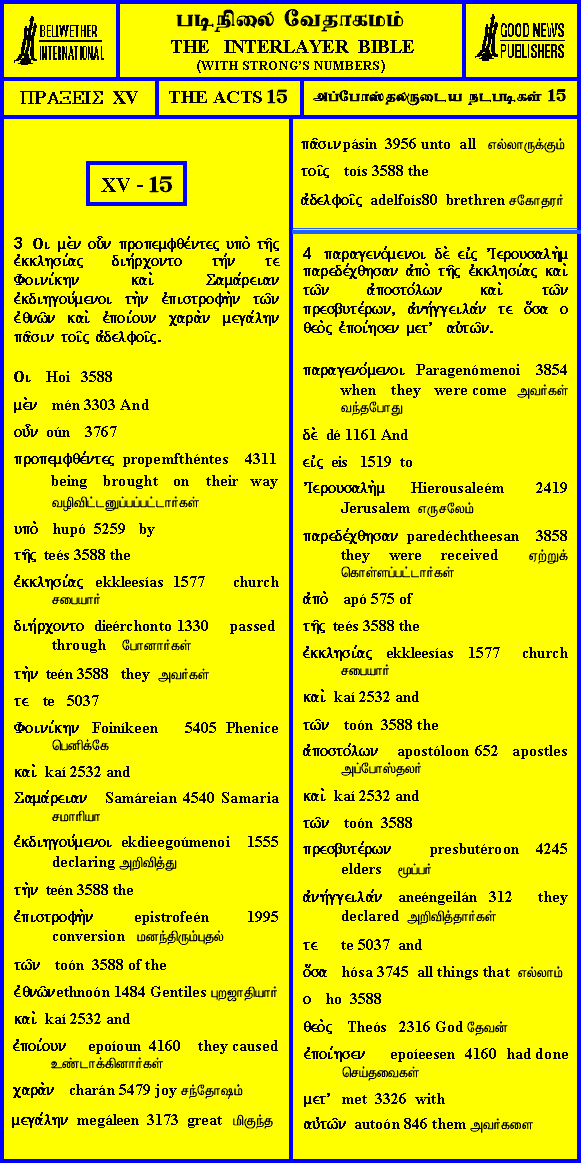 BELLWETHER
INTERNATIONAL
படிநிலை வேதாகமம்
THE INTERLAYER BIBLE
(WITH STRONG'S NUMBERS)
GOOD NEWS
PUBLISHERS
ΠΡΑΞΕΙΣ XV
THE ACTS 15
அப்போஸ்தலருடைய நடபடிகள் 15
XV - 15
3 Οι μὲν οὖν προπεμφθέντες υπὸ τῆς
ἐκκλησίας διήρχοντο τήν τε
Φοινίκην καὶ Σαμάρειαν
ἐκδιηγούμενοι τὴν ἐπιστροφὴν τῶν
ἐθνῶν καὶ ἐποίουν χαρὰν μεγάλην
πᾶσιν τοῖς ἀδελφοῖς.
Οι Hoi 3588
μὲν mén 3303 And
οὖν oún 3767
προπεμφθέντες propemfthéntes 4311
being brought on their way
வழிவிட்டனுப்பப்பட்டார்கள்
υπὸ hupó 5259 by
τῆς teés 3588 the
ἐκκλησίας ekkleesías 1577 church
சபையார்
διήρχοντο dieérchonto 1330 passed
through போனார்கள்
τὴν teén 3588 they அவர்கள்
τε te 5037
Φοινίκην Foiníkeen 5405 Phenice
பெனிக்கே
καὶ kaí 2532 and
Σαμάρειαν Samáreian 4540 Samaria
சமாரியா
ἐκδιηγούμενοι ekdieegoúmenoi 1555
declaring அறிவித்து
τὴν teén 3588 the
ἐπιστροφὴν epistrofeén 1995
conversion மனந்திரும்புதல்
τῶν toón 3588 of the
ἐθνῶν ethnoón 1484 Gentiles புறஜாதியார்
καὶ kaí 2532 and
ἐποίουν epoíoun 4160 they caused
உண்டாக்கினார்கள்
χαρὰν charán 5479 joy சந்தோஷம்
μεγάλην megáleen 3173 great மிகுந்த
πᾶσιν pásin 3956 unto all எல்லாருக்கும்
τοῖς toís 3588 the
ἀδελφοῖς adelfoís80 brethren சகோதரர்
4 παραγενόμενοι δὲ εἰς Ἰερουσαλὴμ
παρεδέχθησαν ἀπὸ τῆς ἐκκλησίας καὶ
τῶν ἀποστόλων καὶ τῶν
πρεσβυτέρων, ἀνήγγειλάν τε ὅσα ο
θεὸς ἐποίησεν μετ' αὐτῶν.
παραγενόμενοι Paragenómenoi 3854
when they were come அவர்கள்
வந்தபோது
δὲ dé 1161 And
εἰς eis 1519 to
Ἰερουσαλὴμ Hierousaleém 2419
Jerusalem எருசலேம்
παρεδέχθησαν paredéchtheesan 3858
they were received ஏற்றுக்
கொள்ளப்பட்டார்கள்
ἀπὸ apó 575 of
τῆς teés 3588 the
ἐκκλησίας ekkleesías 1577 church
சபையார்
καὶ kaí 2532 and
τῶν toón 3588 the
ἀποστόλων apostóloon 652 apostles
அப்போஸ்தலர்
καὶ kaí 2532 and
τῶν toón 3588
πρεσβυτέρων presbutéroon 4245
elders மூப்பர்
ἀνήγγειλάν aneéngeilán 312 they
declared அறிவித்தார்கள்
τε te 5037 and
ὅσα hósa 3745 all things that எல்லாம்
ο ho 3588
θεὸς Theós 2316 God தேவன்
ἐποίησεν epoíeesen 4160 had done
செய்தவைகள்
μετ' met 3326 with
αὐτῶν autoón 846 them அவர்களை